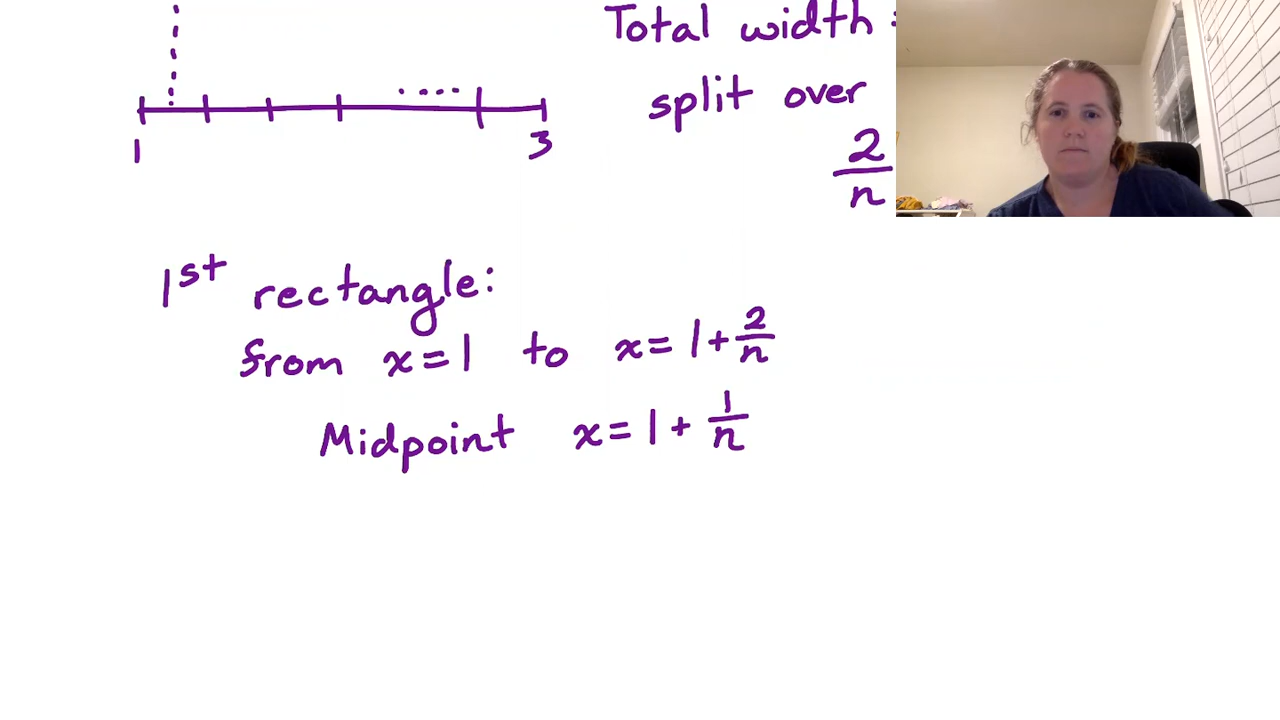 Total width =
split over
2/n
1 3
1st rectangle:
from x=1 to x=1+2/n
Midpoint x=1+1/n